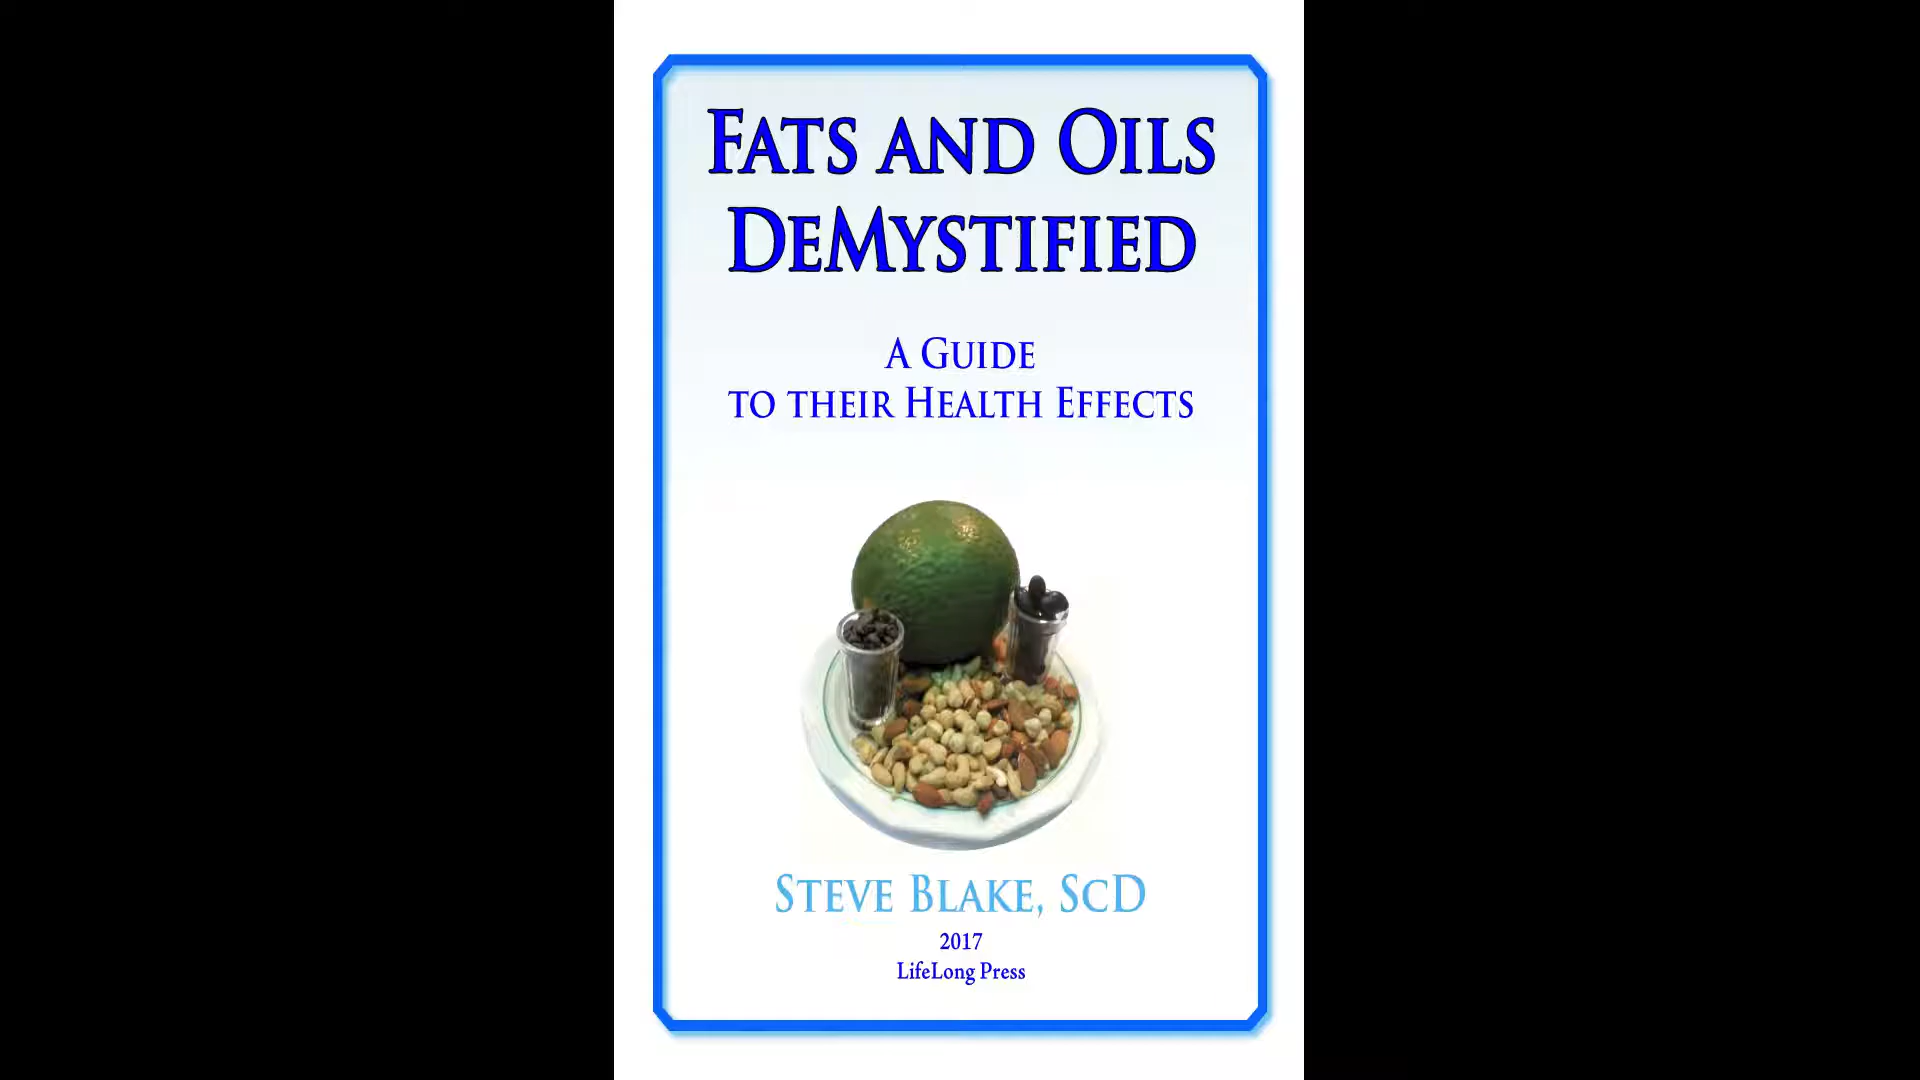 Fats and Oils
DeMystified
A Guide
to their Health Effects
Steve Blake, ScD
2017
LifeLong Press